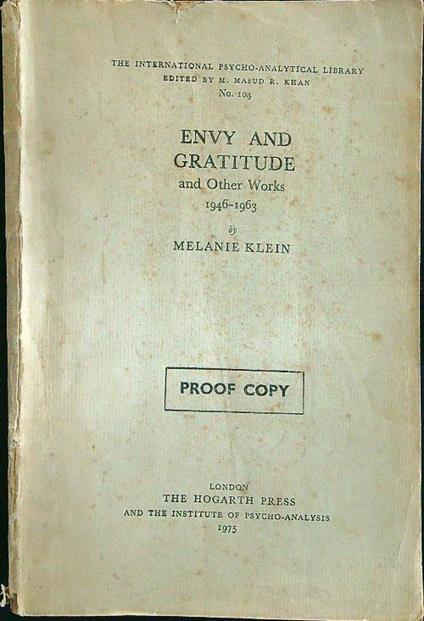 THE INTERNATIONAL PSYCHO-ANALYTICAL LIBRARY
EDITED BY M. MASUD R. KHAN
No. 104
ENVY AND
GRATITUDE
and Other Works
1946–1963
by
MELANIE KLEIN
PROOF COPY
LONDON
THE HOGARTH PRESS
AND THE INSTITUTE OF PSYCHO-ANALYSIS
1975